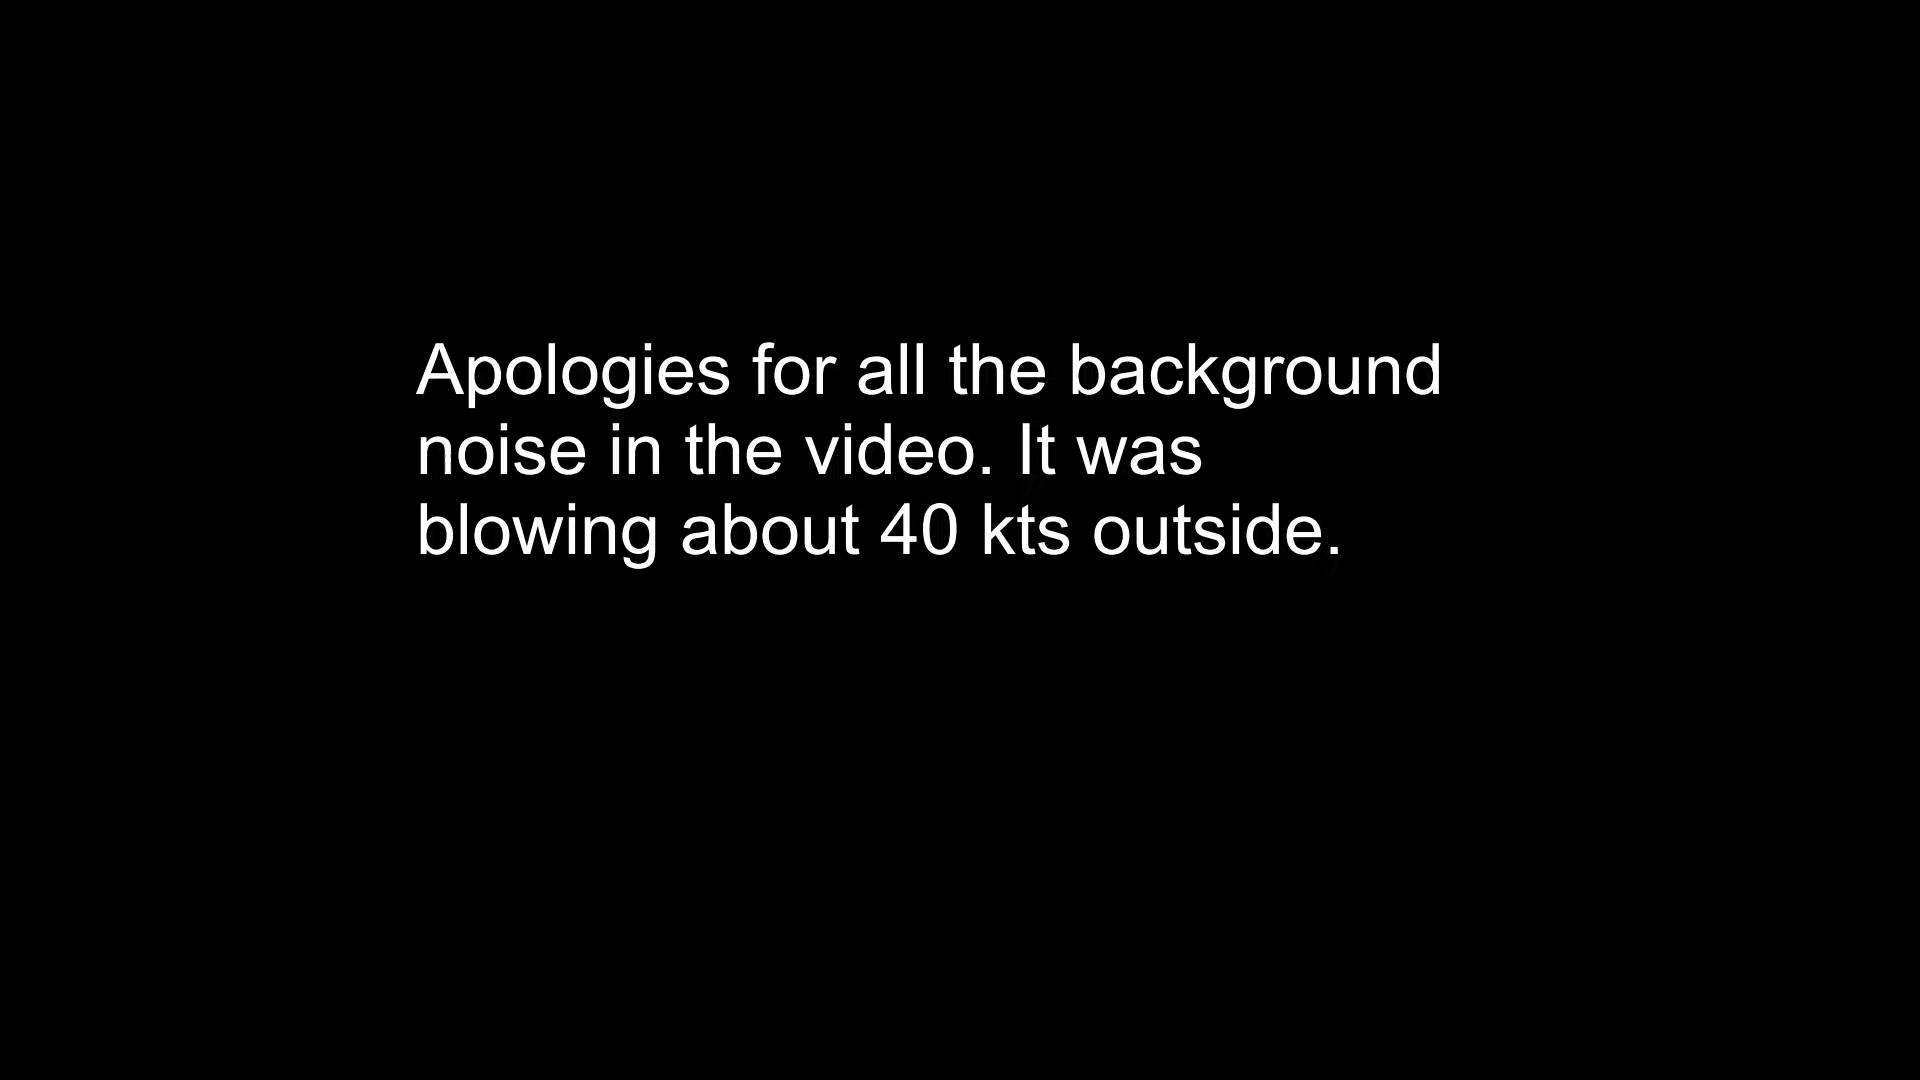 Apologies for all the background
noise in the video. It was
blowing about 40 kts outside.